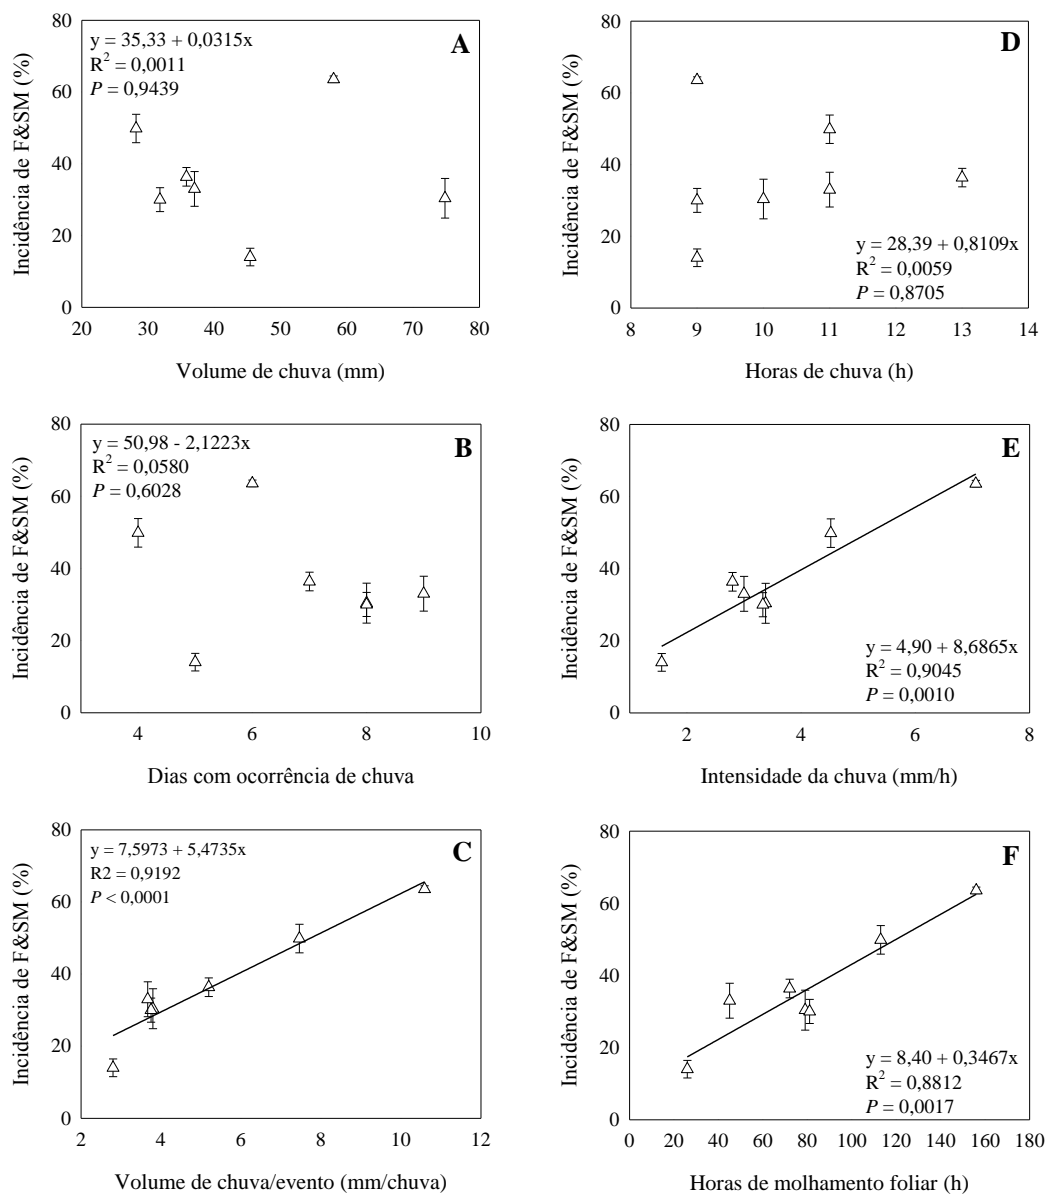 A
y = 35,33 + 0,0315x
R² = 0,0011
P = 0,9439
Incidência de F&SM (%)
80
60
40
20
0
20 30 40 50 60 70 80
Volume de chuva (mm)
D
y = 28,39 + 0,8109x
R² = 0,0059
P = 0,8705
Incidência de F&SM (%)
80
60
40
20
0
8 9 10 11 12 13 14
Horas de chuva (h)
B
y = 50,98 - 2,1223x
R² = 0,0580
P = 0,6028
Incidência de F&SM (%)
80
60
40
20
0
4 6 8 10
Dias com ocorrência de chuva
E
y = 4,90 + 8,6865x
R² = 0,9045
P = 0,0010
Incidência de F&SM (%)
80
60
40
20
0
2 4 6 8
Intensidade da chuva (mm/h)
C
y = 7,5973 + 5,4735x
R2 = 0,9192
P < 0,0001
Incidência de F&SM (%)
80
60
40
20
0
2 4 6 8 10 12
Volume de chuva/evento (mm/chuva)
F
y = 8,40 + 0,3467x
R² = 0,8812
P = 0,0017
Incidência de F&SM (%)
80
60
40
20
0
0 20 40 60 80 100 120 140 160 180
Horas de molhamento foliar (h)